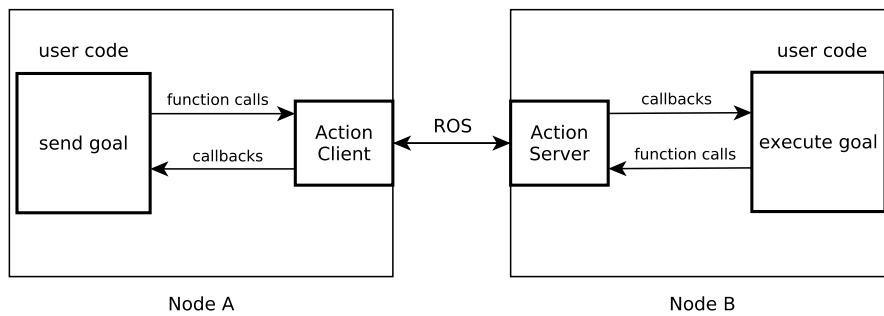 user code
send goal
function calls
callbacks
Action
Client
ROS
Action
Server
callbacks
function calls
user code
execute goal
Node A
Node B